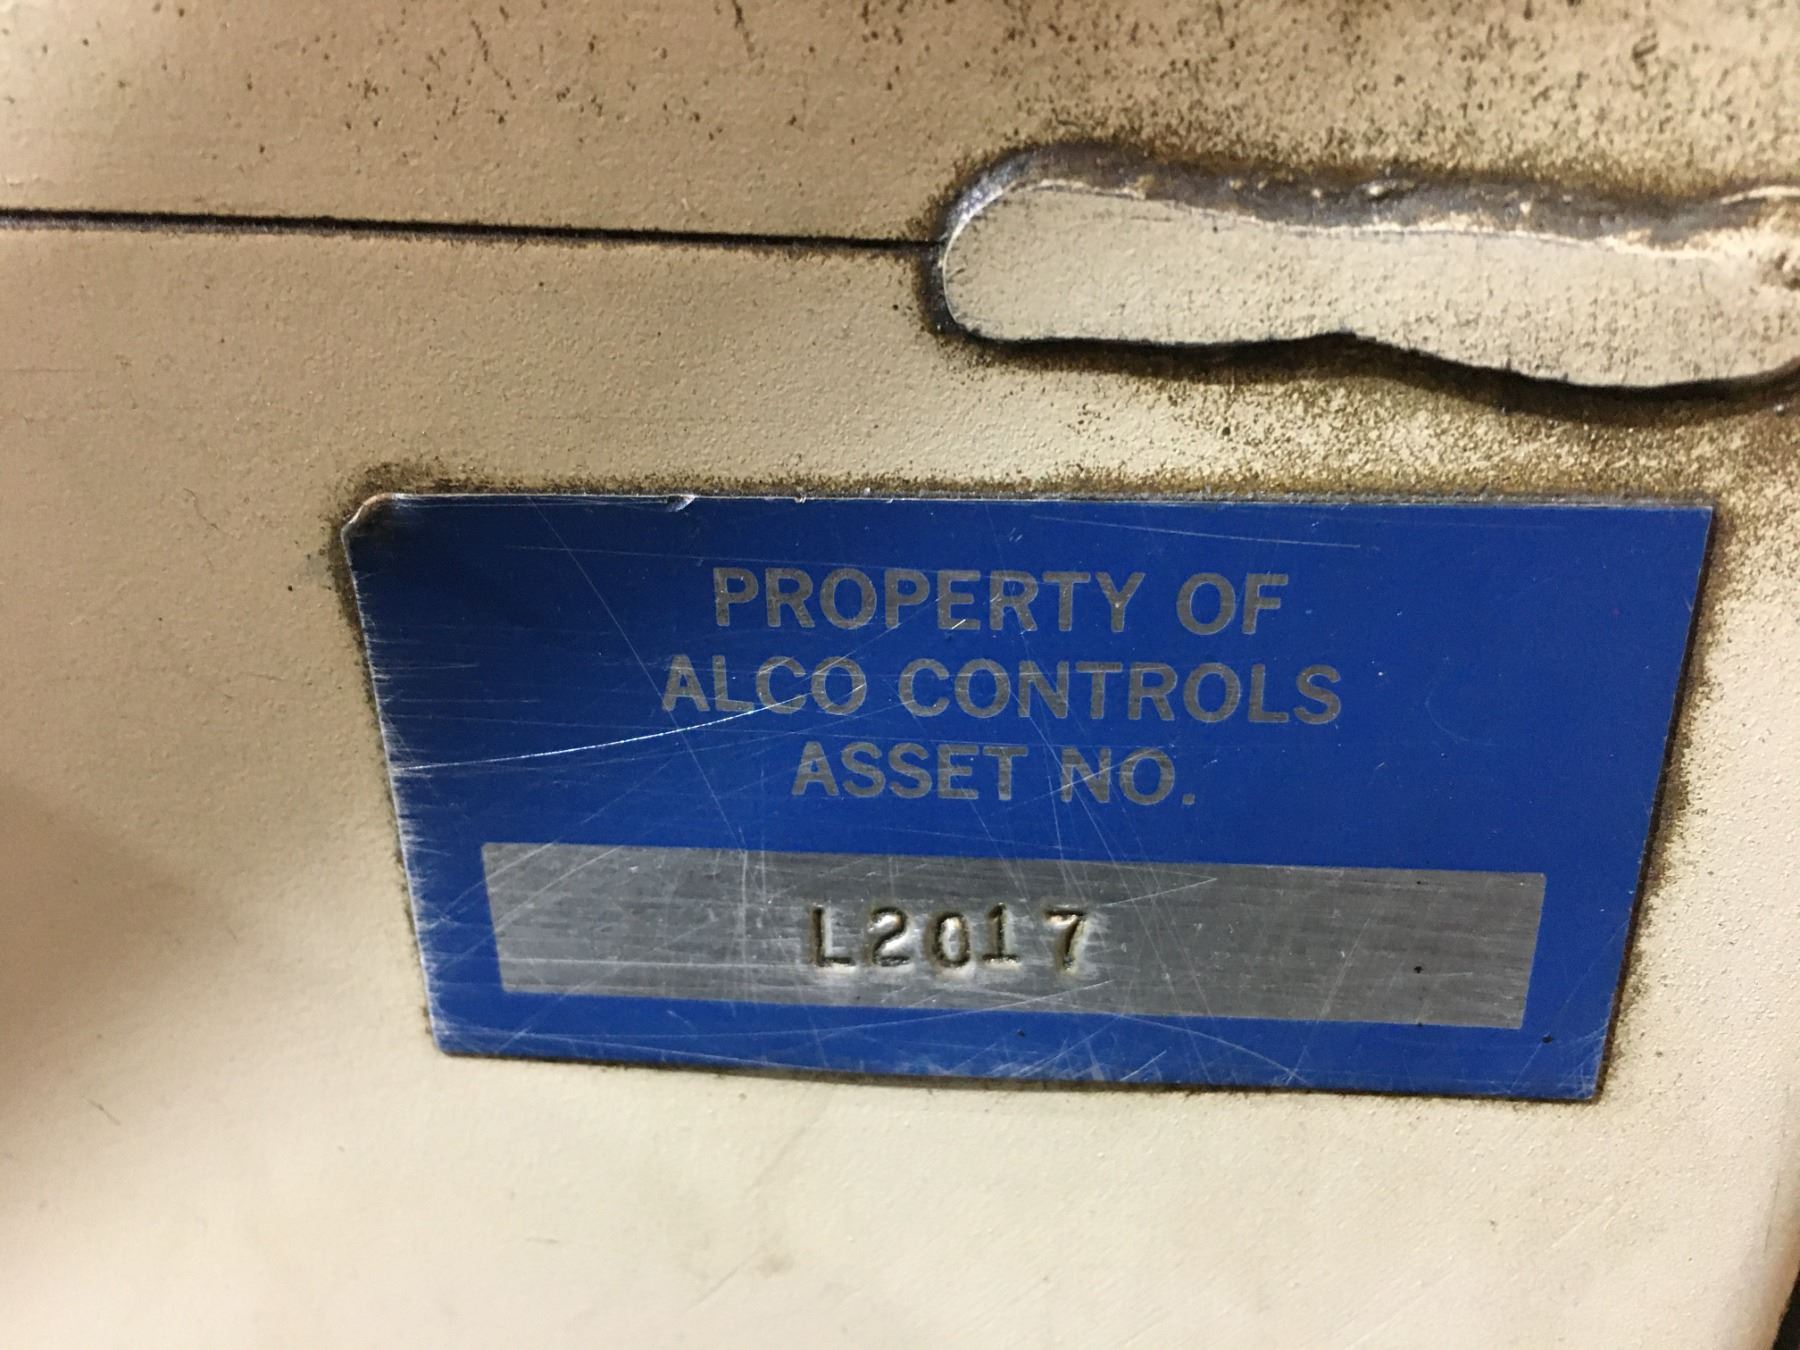 PROPERTY OF
ALCO CONTROLS
ASSET NO.
L2017